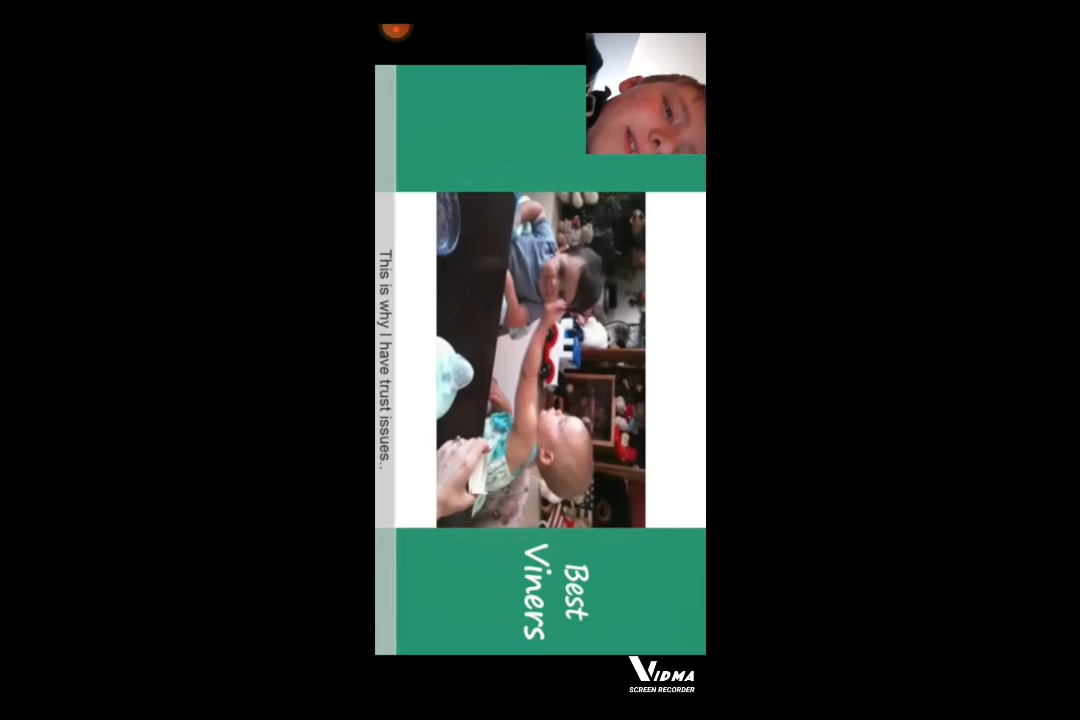 This is why I have trust issues..
Best
Viners
VIDMA
SCREEN RECORDER